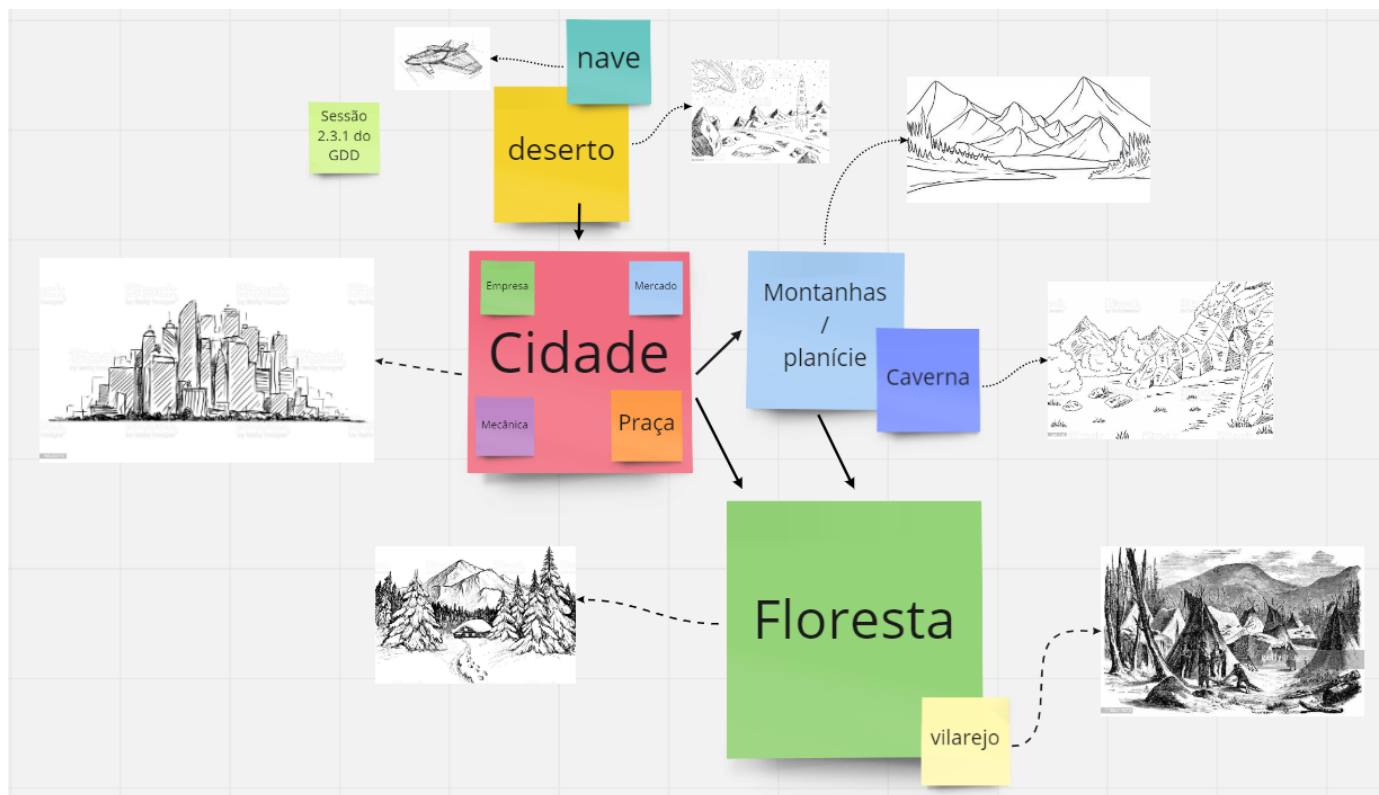 nave
Sessão
2.3.1 do
GDD
deserto
Empresa
Mercado
Cidade
Mecânica
Praça
Montanhas
/
planície
Caverna
Floresta
vilarejo